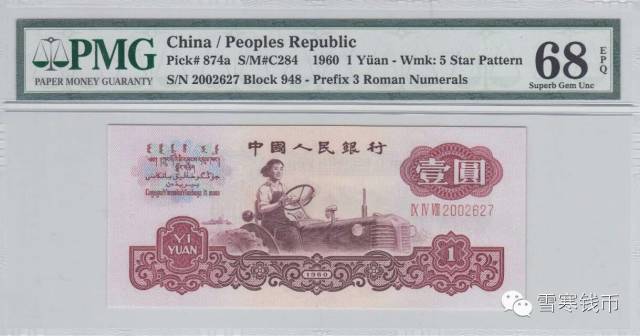 PMG
PAPER MONEY GUARANTY
China / Peoples Republic
Pick# 874a S/M#C284 1960 1 Yüan - Wmk: 5 Star Pattern
S/N 2002627 Block 948 - Prefix 3 Roman Numerals
68 EPQ
Superb Gem Unc
中國人民銀行
壹圓
IX IV VIII 2002627
YI
YUAN
1960
1
雪寒钱币